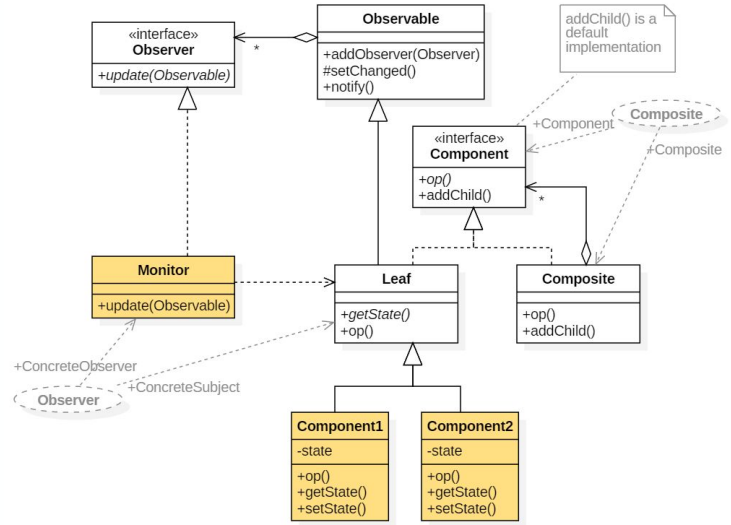 Observable
+addObserver(Observer)
#setChanged()
+notify()
«interface»
Observer
+update(Observable)
*
addChild() is a
default
implementation
Composite
+Component
+Composite
«interface»
Component
+op()
+addChild()
*
Monitor
+update(Observable)
Leaf
+getState()
+op()
Composite
+op()
+addChild()
+ConcreteObserver
+ConcreteSubject
Observer
Component1
-state
+op()
+getState()
+setState()
Component2
-state
+op()
+getState()
+setState()